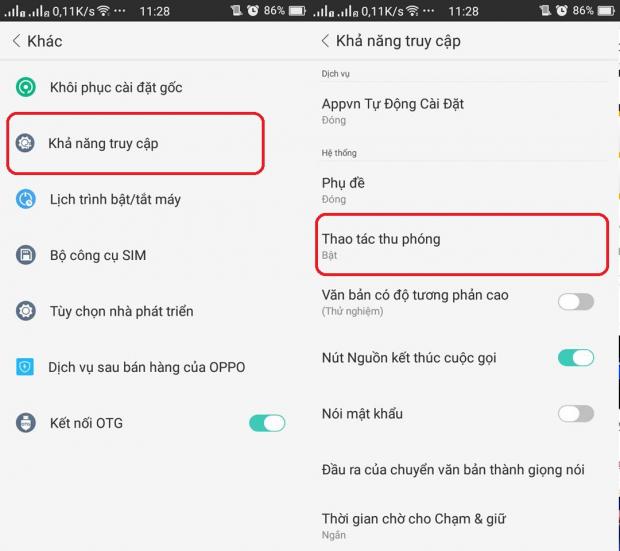 0,11K/s ··· 11:28 86%
Khác
Khôi phục cài đặt gốc
Khả năng truy cập
Lịch trình bật/tắt máy
Bộ công cụ SIM
Tùy chọn nhà phát triển
Dịch vụ sau bán hàng của OPPO
Kết nối OTG
0,11K/s ··· 11:28 86%
Khả năng truy cập
Dịch vụ
Appvn Tự Động Cài Đặt
Đóng
Hệ thống
Phụ đề
Đóng
Thao tác thu phóng
Bật
Văn bản có độ tương phản cao
(Thử nghiệm)
Nút Nguồn kết thúc cuộc gọi
Nói mật khẩu
Đầu ra của chuyển văn bản thành giọng nói
Thời gian chờ cho Chạm & giữ
Ngắn